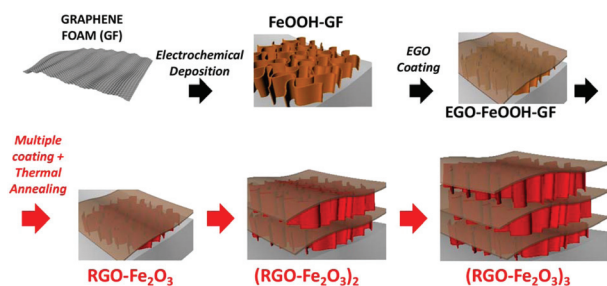 GRAPHENE
FOAM (GF)
Electrochemical
Deposition
FeOOH-GF
EGO
Coating
EGO-FeOOH-GF
Multiple
coating +
Thermal
Annealing
RGO-Fe₂O₃
(RGO-Fe₂O₃)₂
(RGO-Fe₂O₃)₃